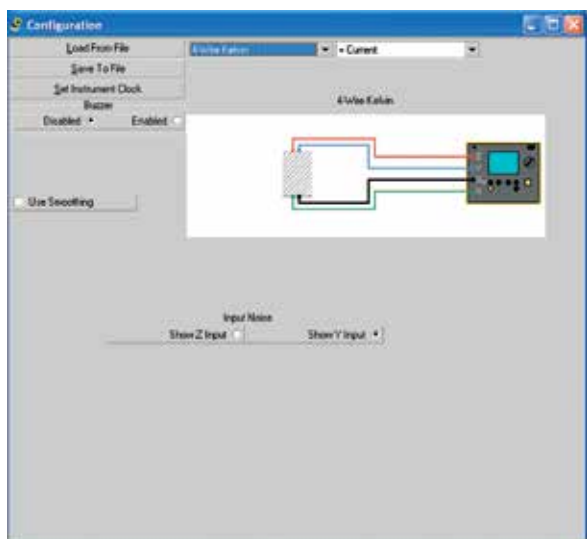 Configuration
Load From File
4-Wire Kelvin
+ Current
Save To File
Set Instrument Clock
Buzzer
4-Wire Kelvin
Disabled
Enabled
Use Smoothing
Input Noise
Show Z Input
Show Y Input